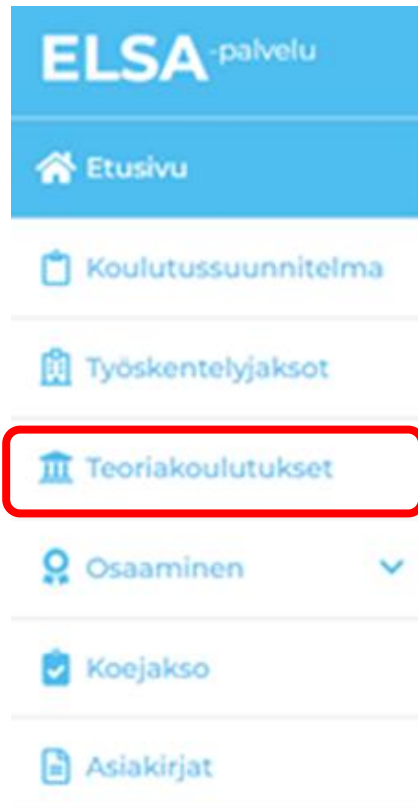 ELSA-palvelu
Etusivu
Koulutussuunnitelma
Työskentelyjaksot
Teoriakoulutukset
Osaaminen
Koejakso
Asiakirjat